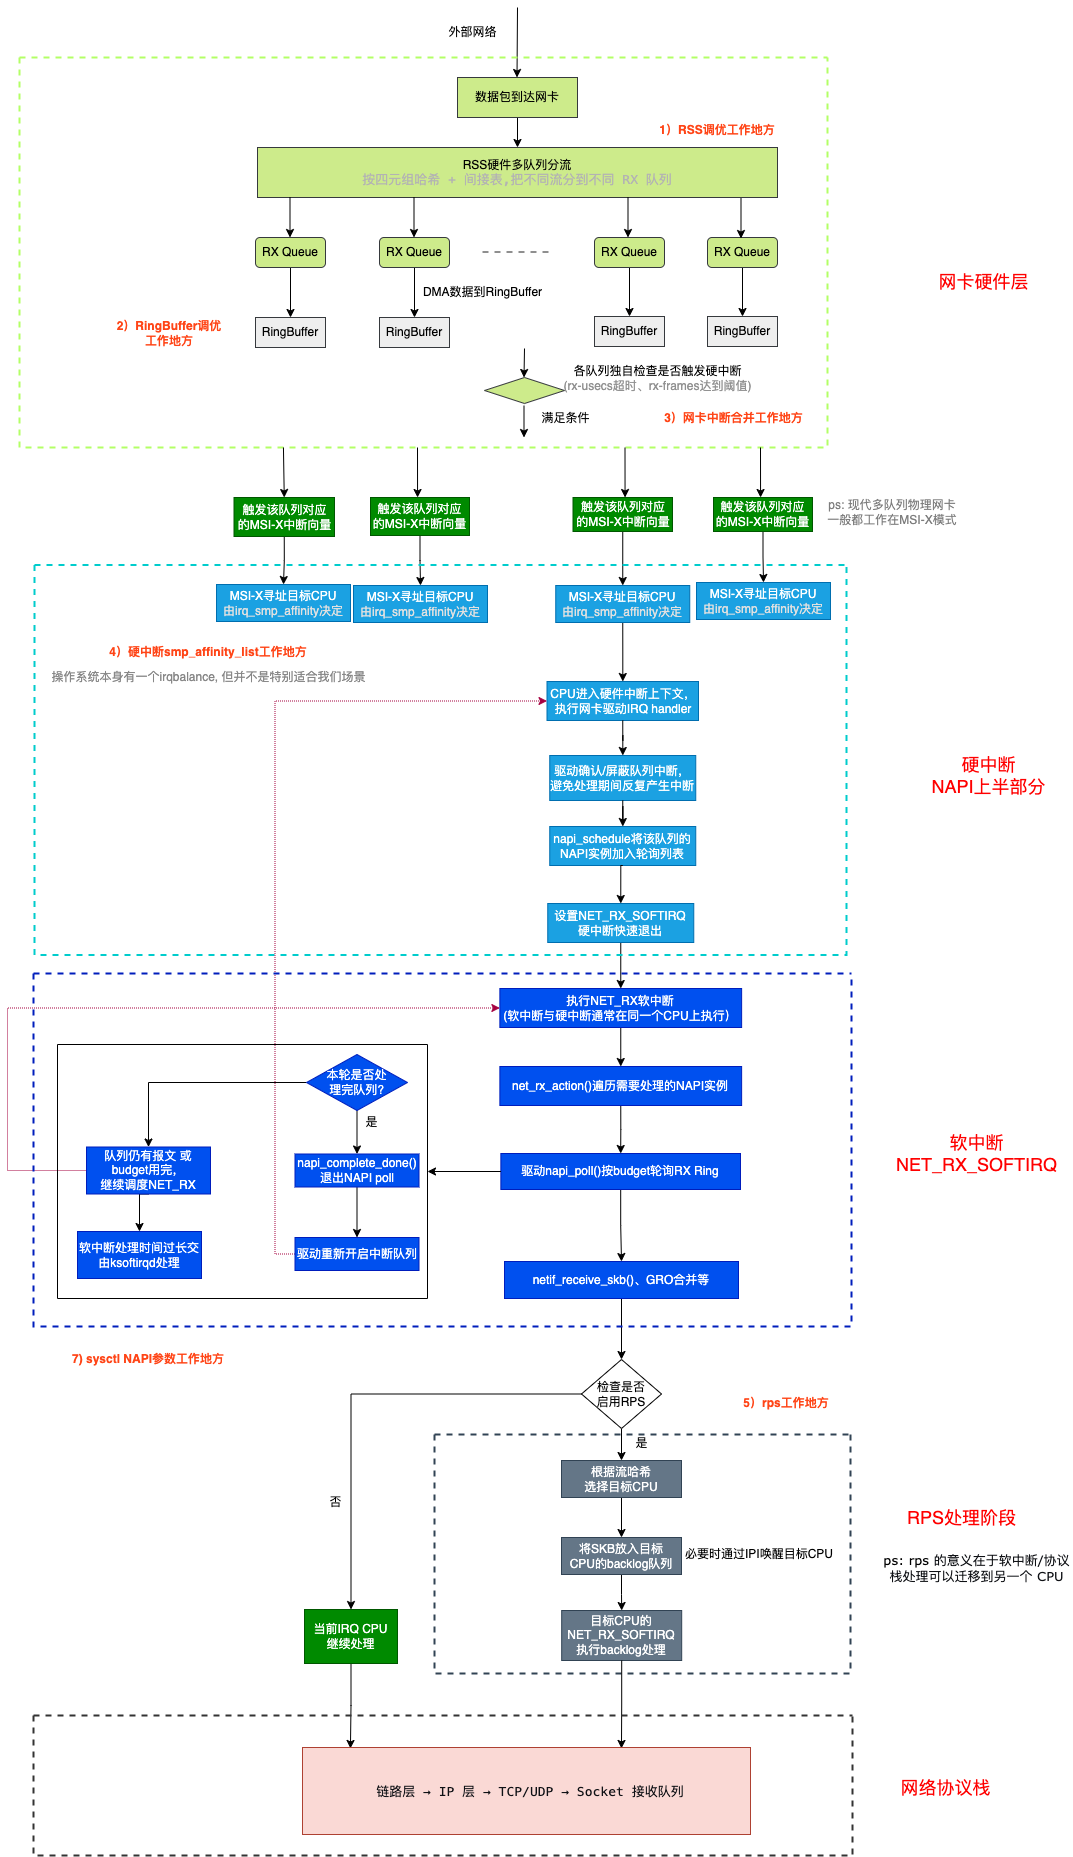 外部网络
数据包到达网卡
1）RSS调优工作地方
RSS硬件多队列分流
按四元组哈希 + 间接表,把不同流分到不同 RX 队列
RX Queue
RX Queue
RX Queue
RX Queue
网卡硬件层
DMA数据到RingBuffer
2）RingBuffer调优
工作地方
RingBuffer
RingBuffer
RingBuffer
RingBuffer
各队列独自检查是否触发硬中断
(rx-usecs超时、rx-frames达到阈值)
满足条件
3）网卡中断合并工作地方
触发该队列对应
的MSI-X中断向量
触发该队列对应
的MSI-X中断向量
触发该队列对应
的MSI-X中断向量
触发该队列对应
的MSI-X中断向量
ps: 现代多队列物理网卡
一般都工作在MSI-X模式
MSI-X寻址目标CPU
由irq_smp_affinity决定
MSI-X寻址目标CPU
由irq_smp_affinity决定
MSI-X寻址目标CPU
由irq_smp_affinity决定
MSI-X寻址目标CPU
由irq_smp_affinity决定
4）硬中断smp_affinity_list工作地方
操作系统本身有一个irqbalance, 但并不是特别适合我们场景
CPU进入硬件中断上下文，
执行网卡驱动IRQ handler
驱动确认/屏蔽队列中断，
避免处理期间反复产生中断
硬中断
NAPI上半部分
napi_schedule将该队列的
NAPI实例加入轮询列表
设置NET_RX_SOFTIRQ
硬中断快速退出
执行NET_RX软中断
(软中断与硬中断通常在同一个CPU上执行）
本轮是否处
理完队列?
net_rx_action()遍历需要处理的NAPI实例
是
软中断
NET_RX_SOFTIRQ
队列仍有报文 或
budget用完,
继续调度NET_RX
napi_complete_done()
退出NAPI poll
驱动napi_poll()按budget轮询RX Ring
软中断处理时间过长交
由ksoftirqd处理
驱动重新开启中断队列
netif_receive_skb()、GRO合并等
7) sysctl NAPI参数工作地方
检查是否
启用RPS
5）rps工作地方
是
根据流哈希
选择目标CPU
否
RPS处理阶段
将SKB放入目标
CPU的backlog队列
必要时通过IPI唤醒目标CPU
ps: rps 的意义在于软中断/协议
栈处理可以迁移到另一个 CPU
当前IRQ CPU
继续处理
目标CPU的
NET_RX_SOFTIRQ
执行backlog处理
链路层 → IP 层 → TCP/UDP → Socket 接收队列
网络协议栈